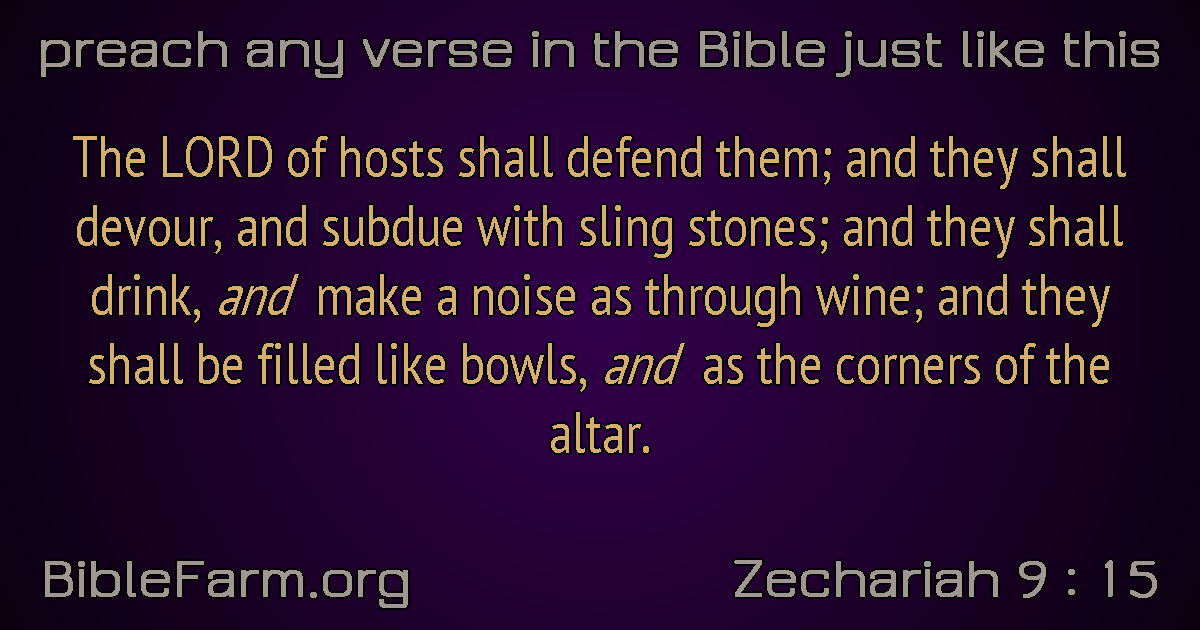 preach any verse in the Bible just like this
The LORD of hosts shall defend them; and they shall
devour, and subdue with sling stones; and they shall
drink, and make a noise as through wine; and they
shall be filled like bowls, and as the corners of the
altar.
BibleFarm.org
Zechariah 9 : 15